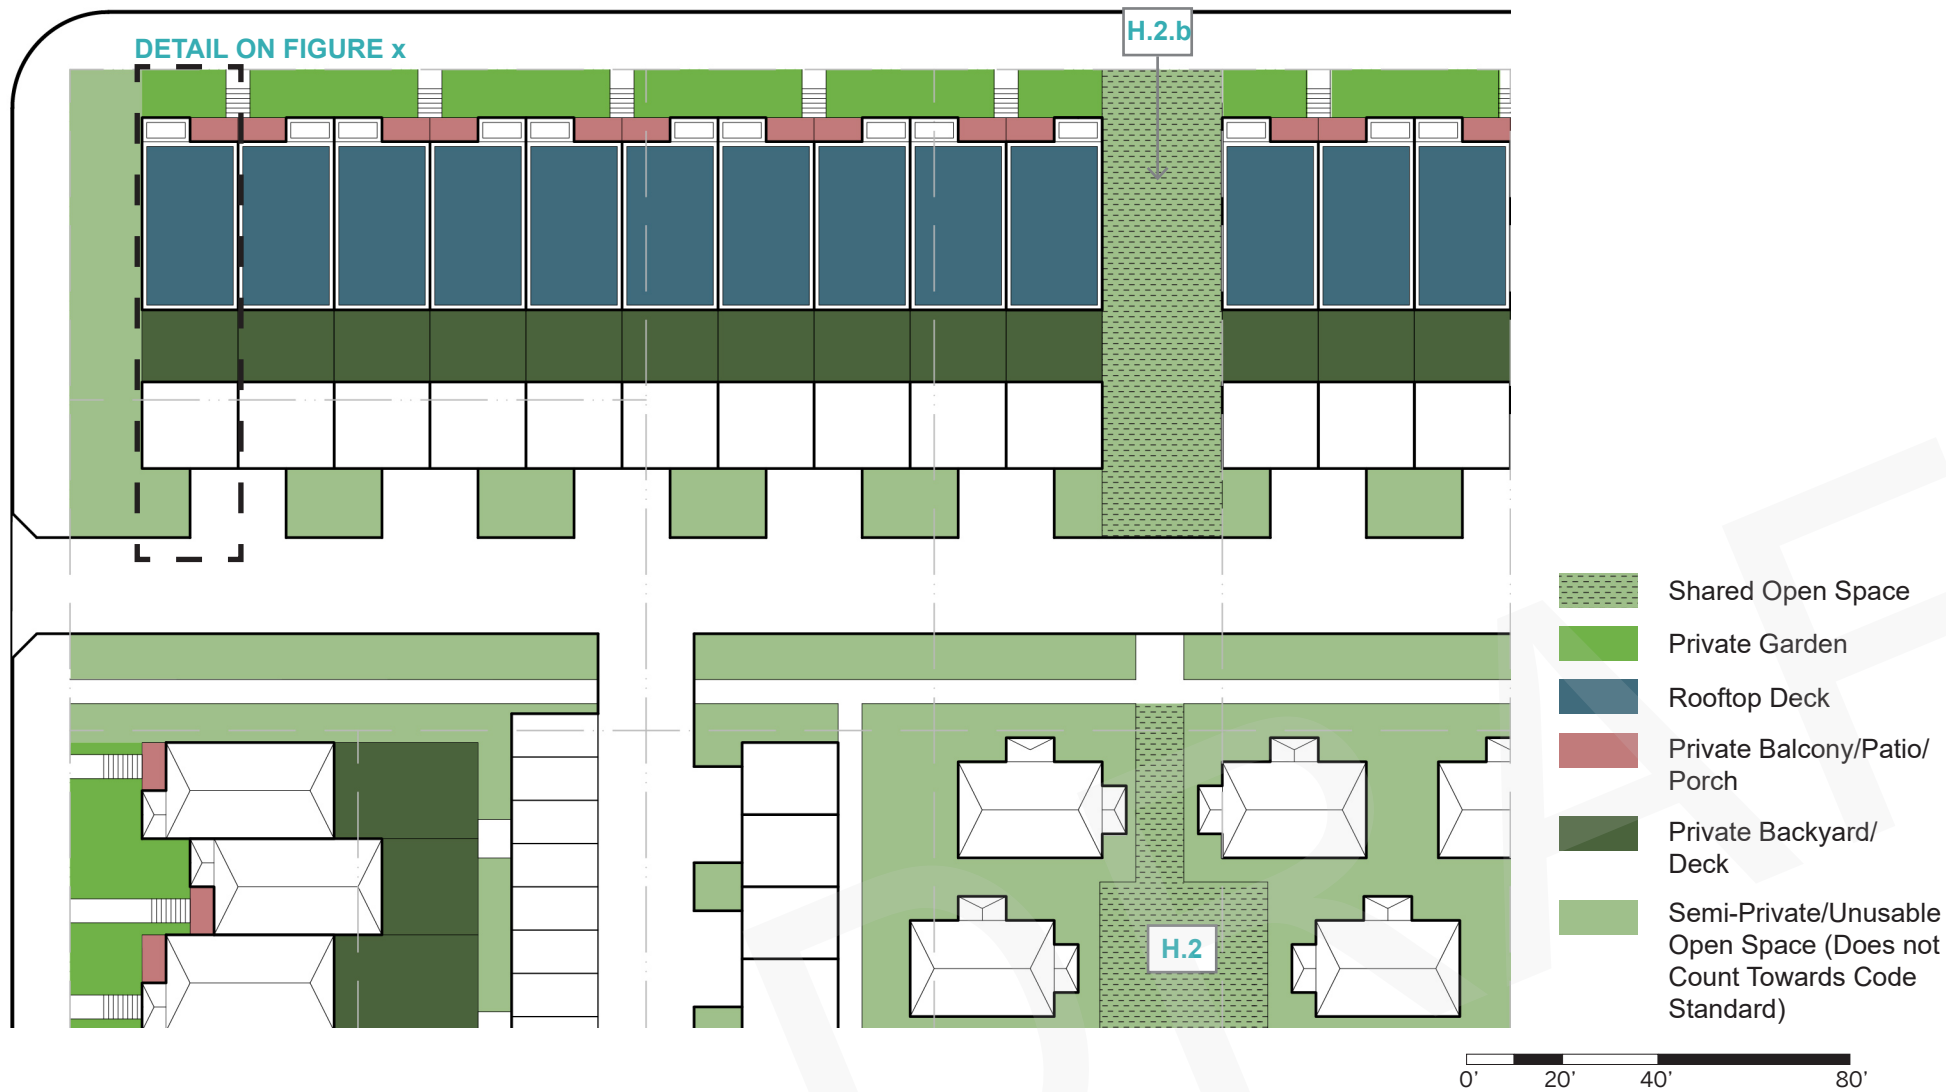 DETAIL ON FIGURE x
H.2.b
H.2
Shared Open Space
Private Garden
Rooftop Deck
Private Balcony/Patio/
Porch
Private Backyard/
Deck
Semi-Private/Unusable
Open Space (Does not
Count Towards Code
Standard)
0’ 20’ 40’ 80’
DRAF